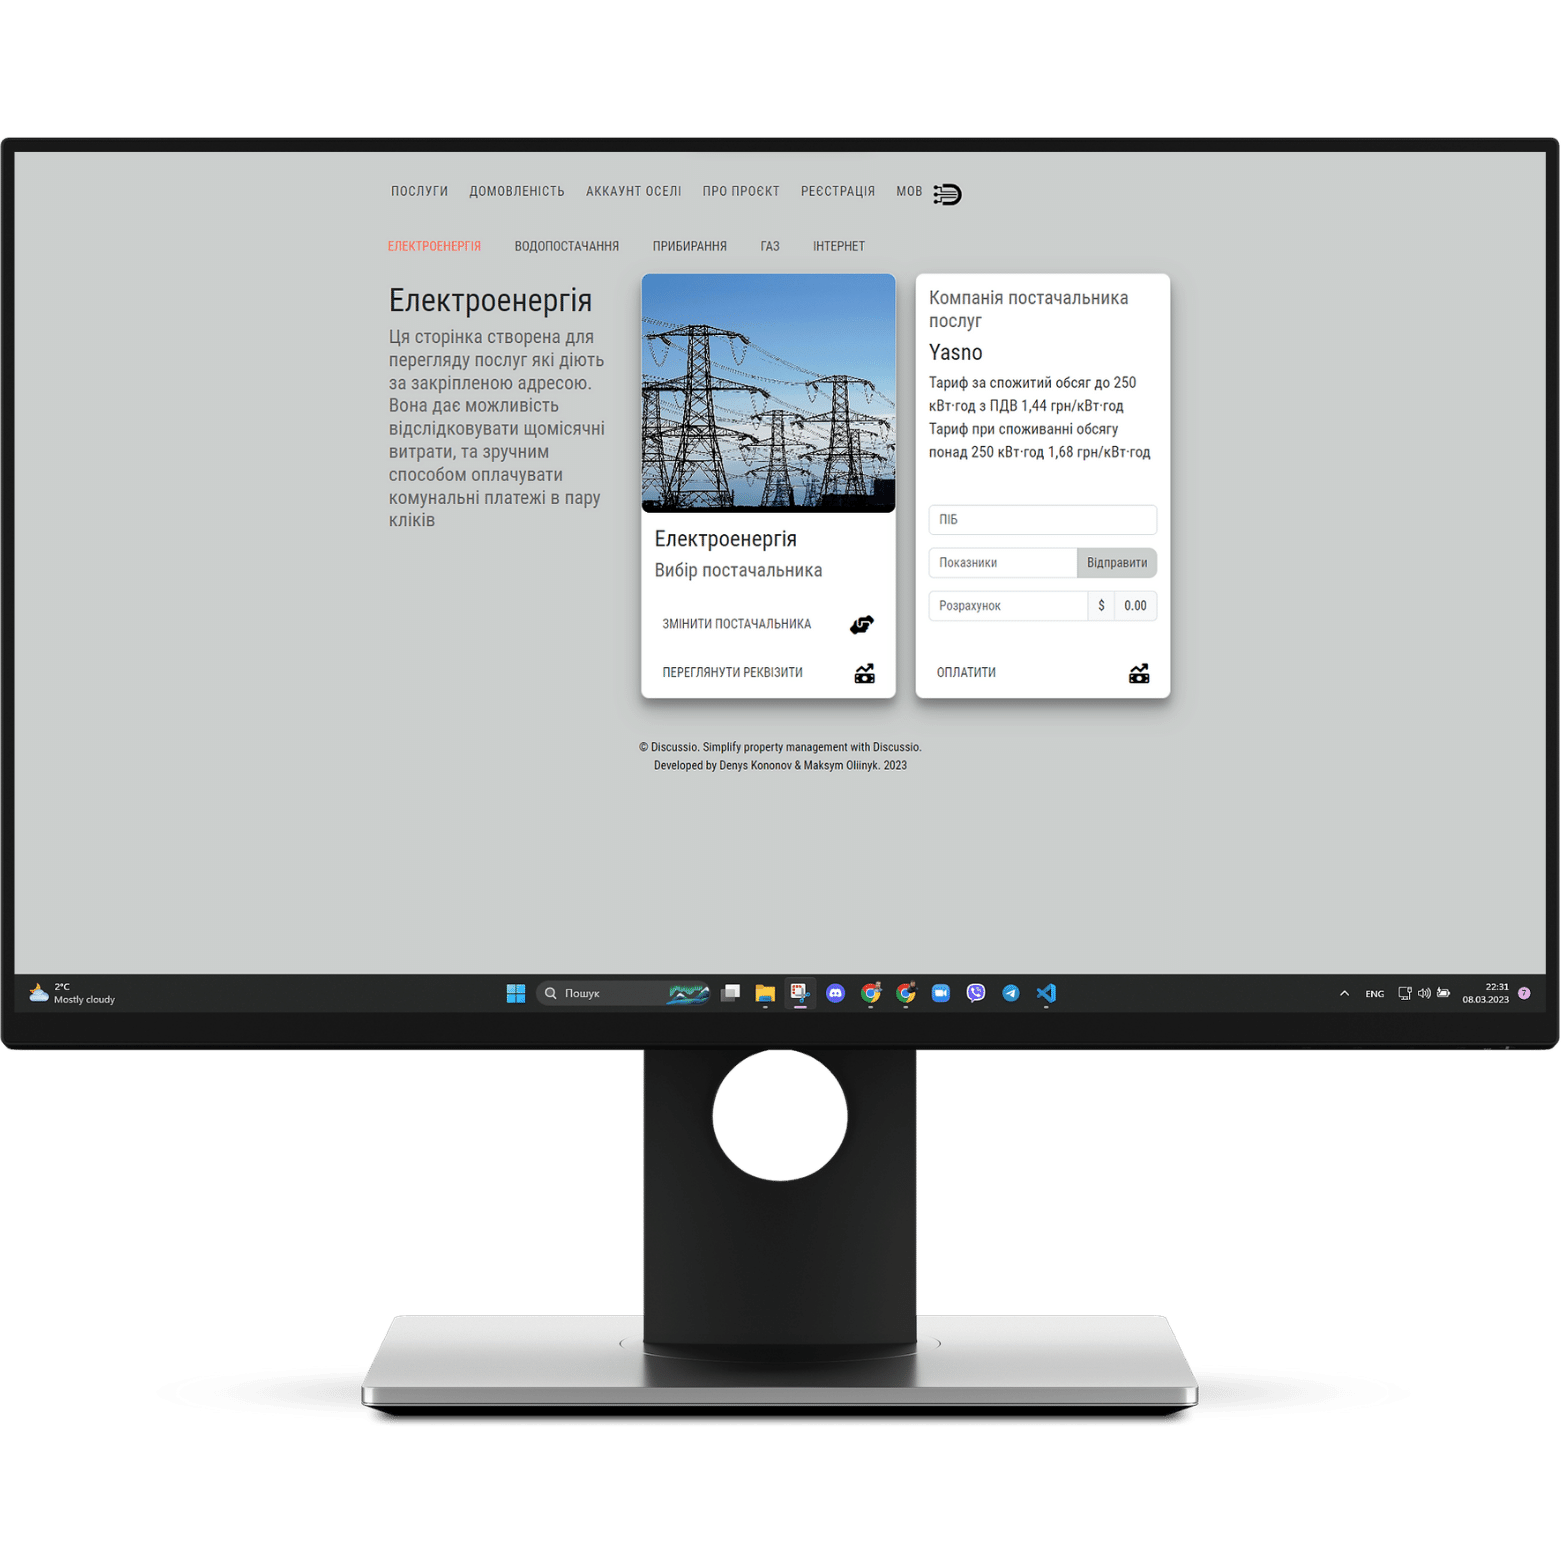 ПОСЛУГИ ДОМОВЛЕНІСТЬ АККАУНТ ОСЕЛІ ПРО ПРОЄКТ РЕЄСТРАЦІЯ МОВ
ЕЛЕКТРОЕНЕРГІЯ ВОДОПОСТАЧАННЯ ПРИБИРАННЯ ГАЗ ІНТЕРНЕТ
Електроенергія
Ця сторінка створена для
перегляду послуг які діють
за закріпленою адресою.
Вона дає можливість
відслідковувати щомісячні
витрати, та зручним
способом оплачувати
комунальні платежі в пару
кліків
Електроенергія
Вибір постачальника
ЗМІНИТИ ПОСТАЧАЛЬНИКА
ПЕРЕГЛЯНУТИ РЕКВІЗИТИ
Компанія постачальника
послуг
Yasno
Тариф за спожитий обсяг до 250
кВт·год з ПДВ 1,44 грн/кВт·год
Тариф при споживанні обсягу
понад 250 кВт·год 1,68 грн/кВт·год
ПІБ
Показники Відправити
Розрахунок $ 0.00
ОПЛАТИТИ
© Discussio. Simplify property management with Discussio.
Developed by Denys Kononov & Maksym Oliinyk. 2023
2°C
Mostly cloudy
Пошук
ENG
22:31
08.03.2023
7